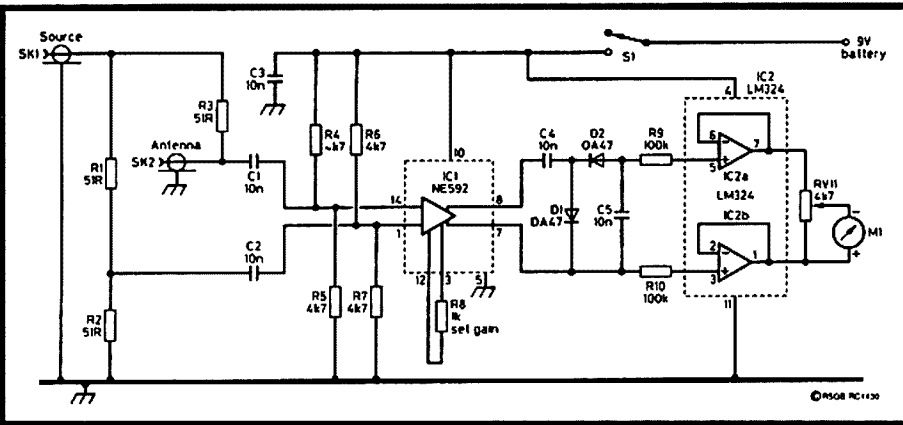 Source
SK1
R3
51R
Antenna
SK2
R1
51R
R2
51R
C1
10n
C2
10n
C3
10n
R4
4k7
R6
4k7
R5
4k7
R7
4k7
10
IC1
NE592
14
1
12
3
5
8
7
R8
1k
set gain
C4
10n
D2
OA47
D1
OA47
C5
10n
R9
100k
R10
100k
S1
9V
battery
IC2
LM324
4
6
5
7
IC2a
LM324
IC2b
2
3
1
11
RV11
4k7
-
M1
+
©RSGB RC1430